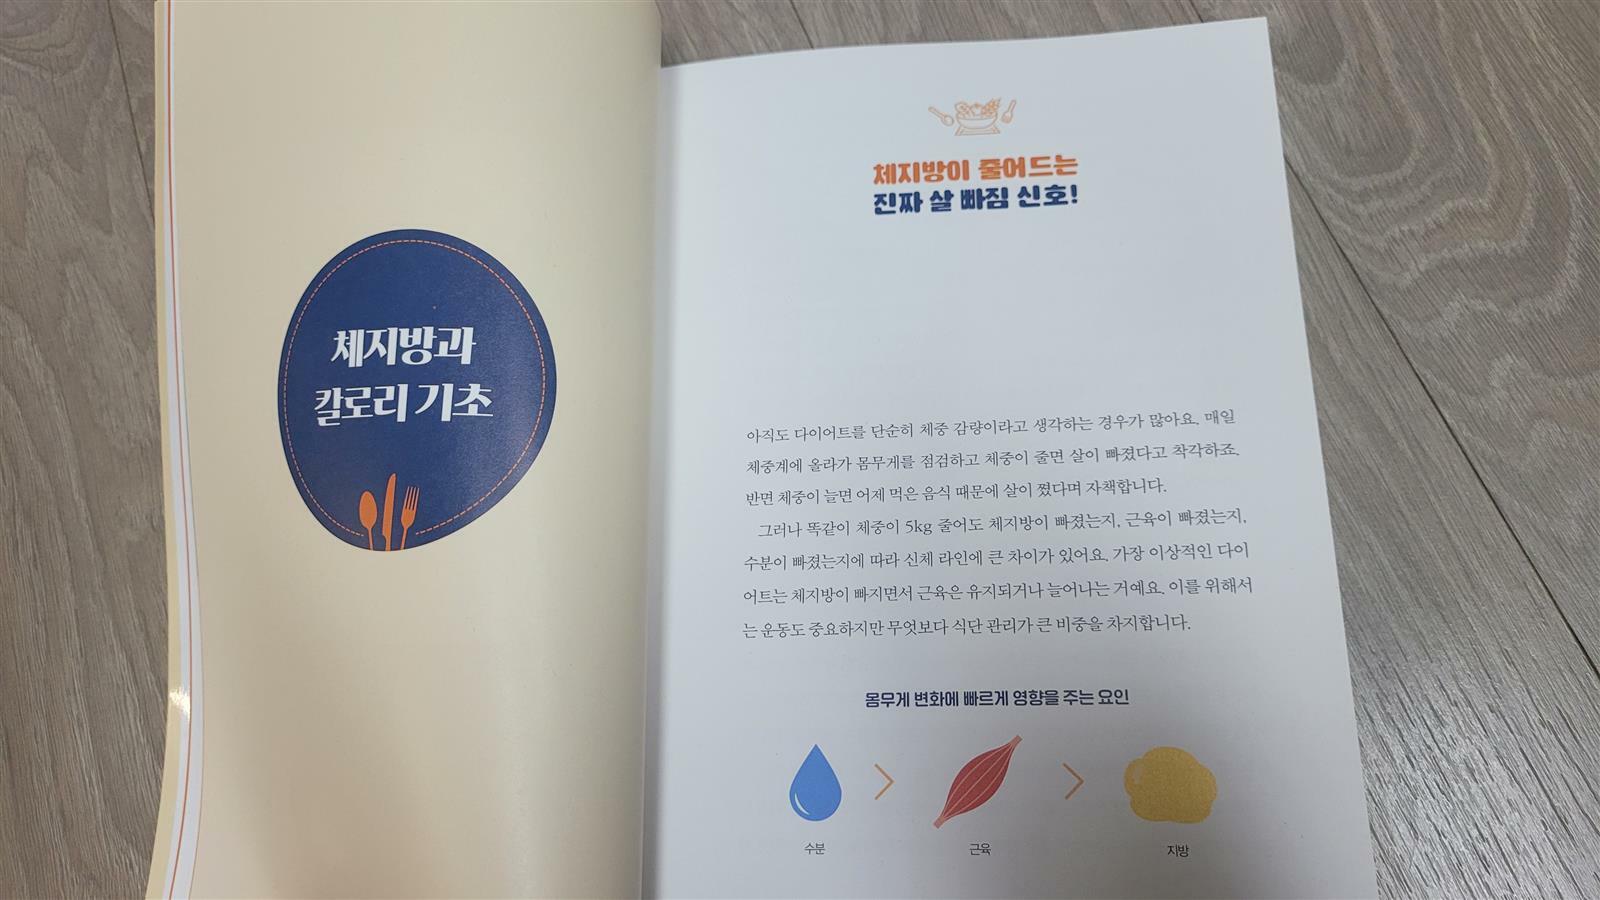 체지방과
칼로리 기초
체지방이 줄어드는
진짜 살 빠짐 신호!
아직도 다이어트를 단순히 체중 감량이라고 생각하는 경우가 많아요. 매일
체중계에 올라가 몸무게를 점검하고 체중이 줄면 살이 빠졌다고 착각하죠.
반면 체중이 늘면 어제 먹은 음식 때문에 살이 쪘다며 자책합니다.
그러나 똑같이 체중이 5kg 줄어도 체지방이 빠졌는지, 근육이 빠졌는지,
수분이 빠졌는지에 따라 신체 라인에 큰 차이가 있어요. 가장 이상적인 다이
어트는 체지방이 빠지면서 근육은 유지되거나 늘어나는 거예요. 이를 위해서
는 운동도 중요하지만 무엇보다 식단 관리가 큰 비중을 차지합니다.
몸무게 변화에 빠르게 영향을 주는 요인
수분
근육
지방